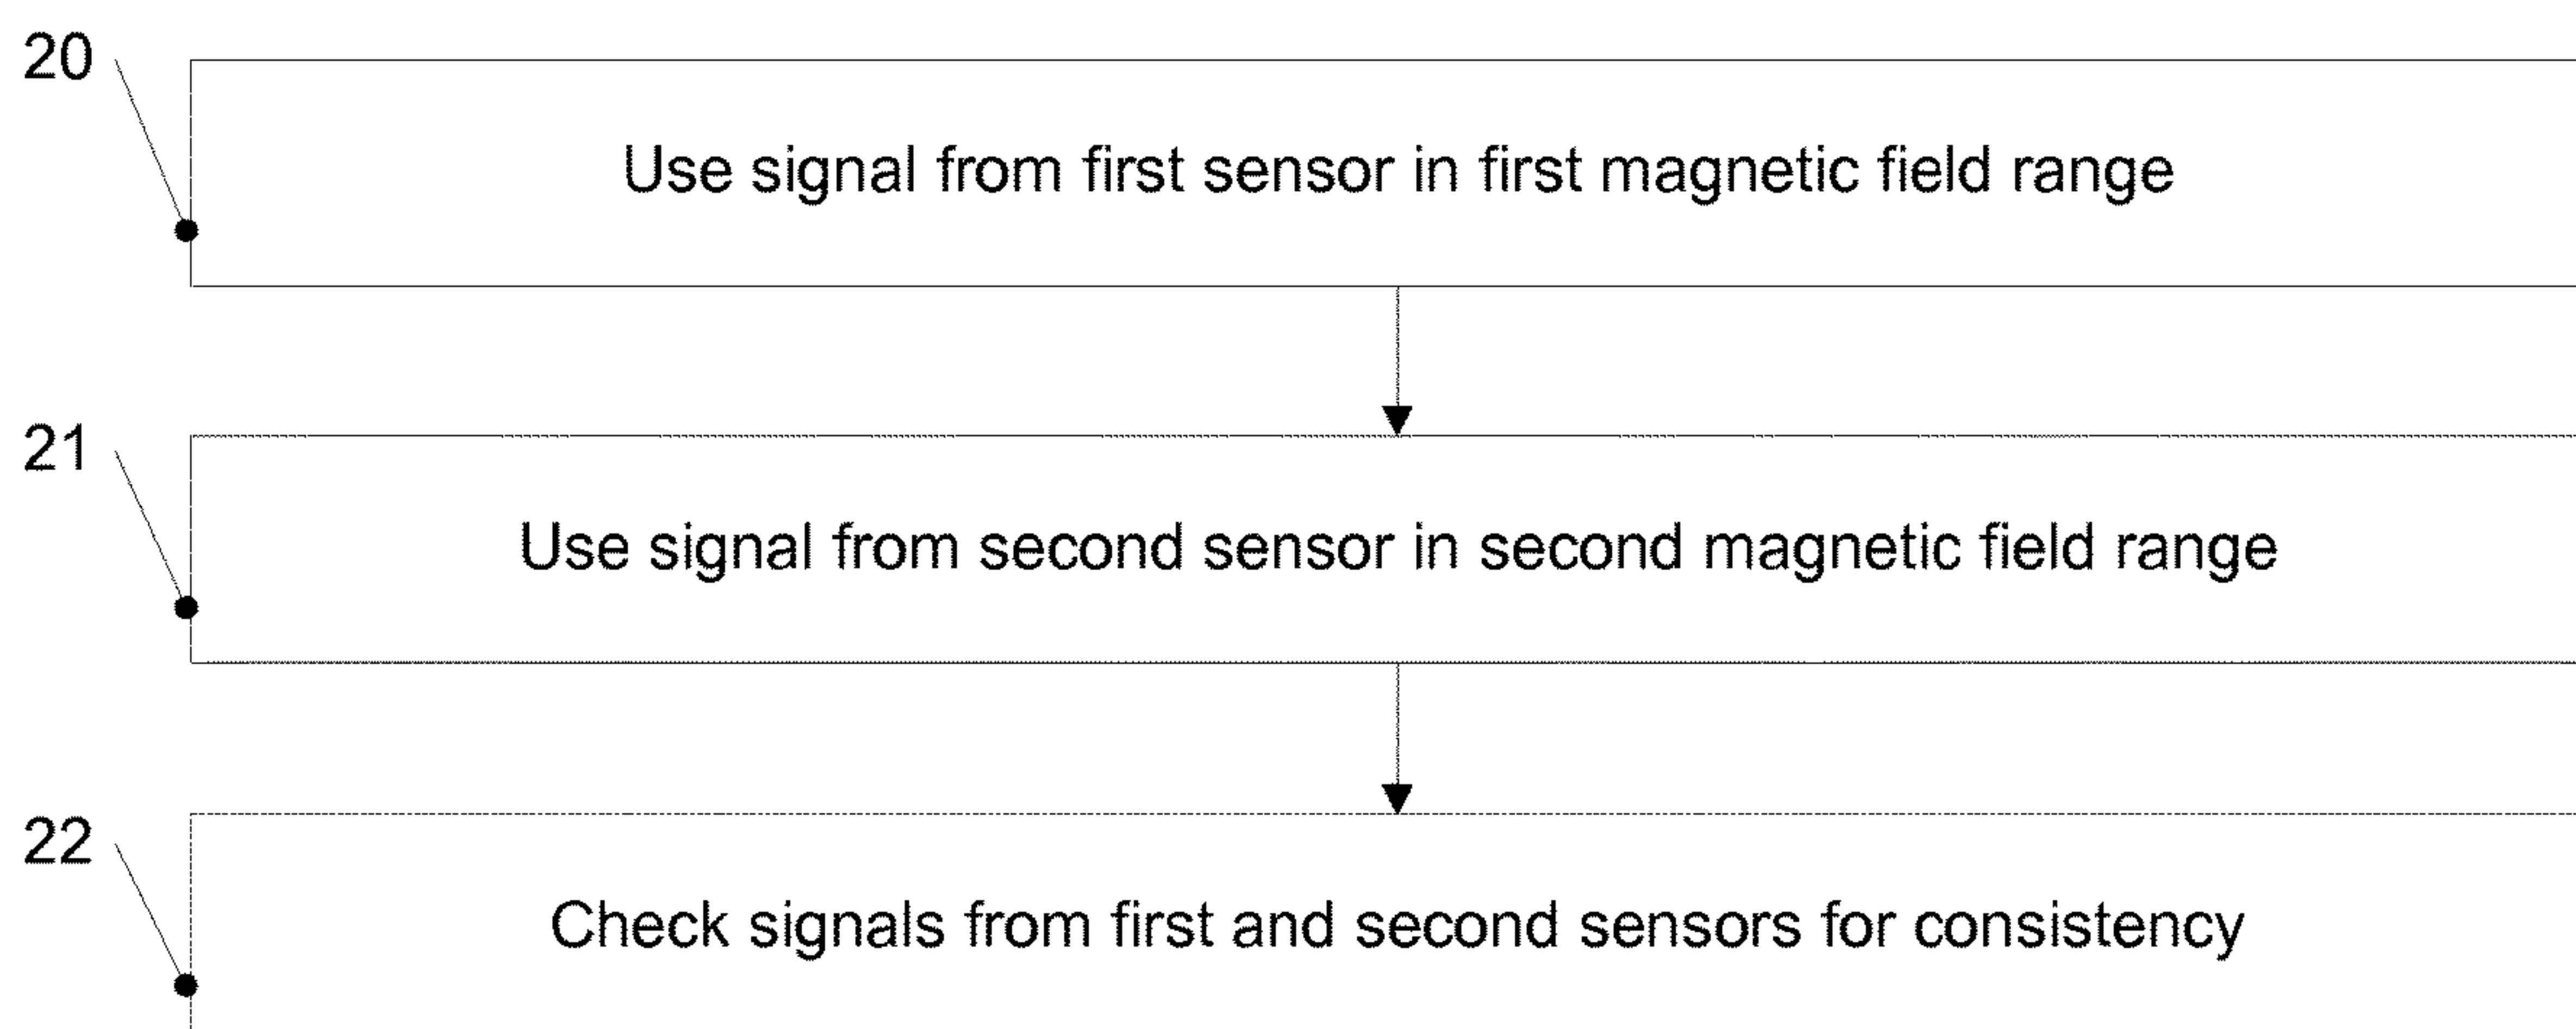 20
Use signal from first sensor in first magnetic field range
21
Use signal from second sensor in second magnetic field range
22
Check signals from first and second sensors for consistency